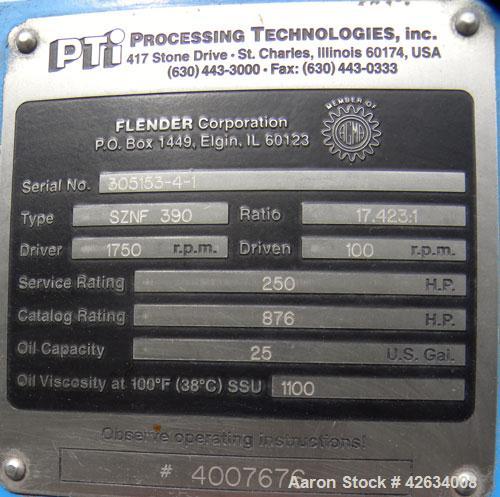 PTi PROCESSING TECHNOLOGIES, inc.
417 Stone Drive • St. Charles, Illinois 60174, USA
(630) 443-3000 • Fax: (630) 443-0333
FLENDER Corporation
P.O. Box 1449, Elgin, IL 60123
MEMBER OF
AGMA
Serial No. 305153-4-1
Type SZNF 390 Ratio 17.423:1
Driver 1750 r.p.m. Driven 100 r.p.m.
Service Rating 250 H.P.
Catalog Rating 876 H.P.
Oil Capacity 25 U.S. Gal.
Oil Viscosity at 100°F (38°C) SSU 1100
Observe operating instructions!
# 4007676
Aaron Stock # 42634008